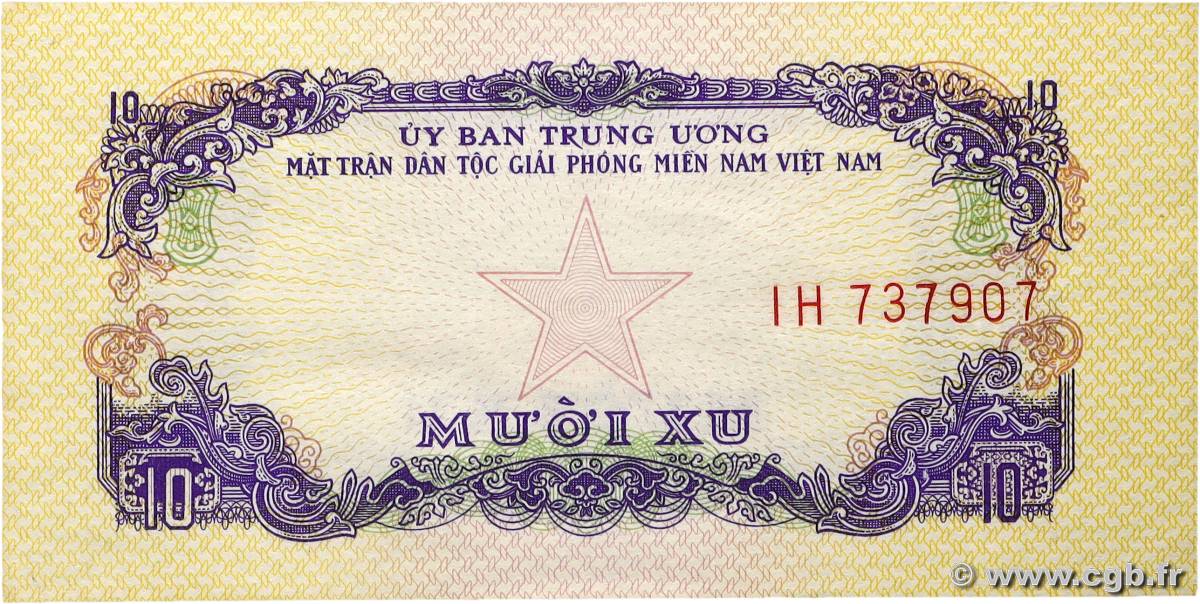 10 10
ỦY BAN TRUNG ƯƠNG
MẶT TRẬN DÂN TỘC GIẢI PHÓNG MIỀN NAM VIỆT NAM
1H 737907
MƯỜI XU
10 10
© www.cgb.fr